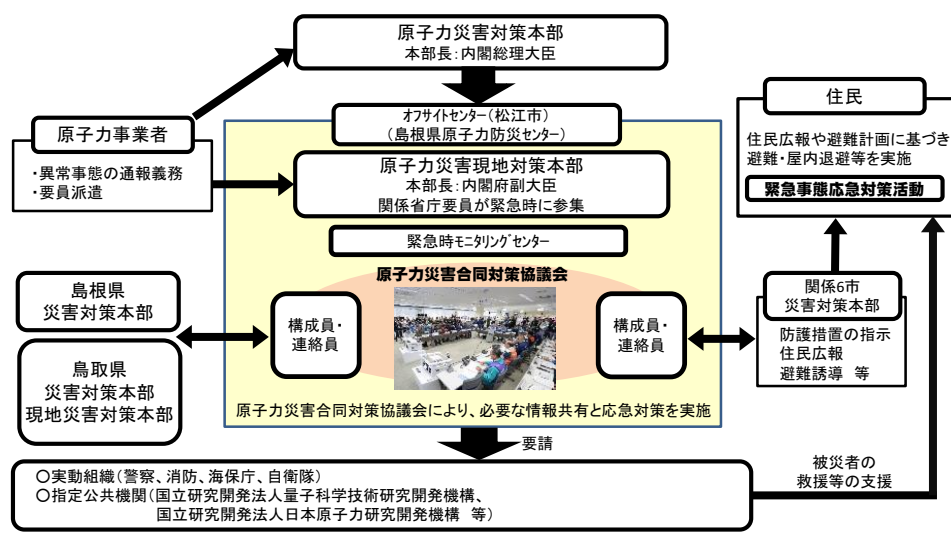 原子力災害対策本部
本部長:内閣総理大臣
原子力事業者
・異常事態の通報義務
・要員派遣
オフサイトセンター(松江市)
(島根県原子力防災センター)
原子力災害現地対策本部
本部長:内閣府副大臣
関係省庁要員が緊急時に参集
緊急時モニタリングセンター
原子力災害合同対策協議会
構成員・
連絡員
構成員・
連絡員
原子力災害合同対策協議会により、必要な情報共有と応急対策を実施
島根県
災害対策本部
鳥取県
災害対策本部
現地災害対策本部
住民
住民広報や避難計画に基づき
避難・屋内退避等を実施
緊急事態応急対策活動
関係6市
災害対策本部
防護措置の指示
住民広報
避難誘導 等
要請
○実動組織(警察、消防、海保庁、自衛隊)
○指定公共機関(国立研究開発法人量子科学技術研究開発機構、
国立研究開発法人日本原子力研究開発機構 等)
被災者の
救援等の支援